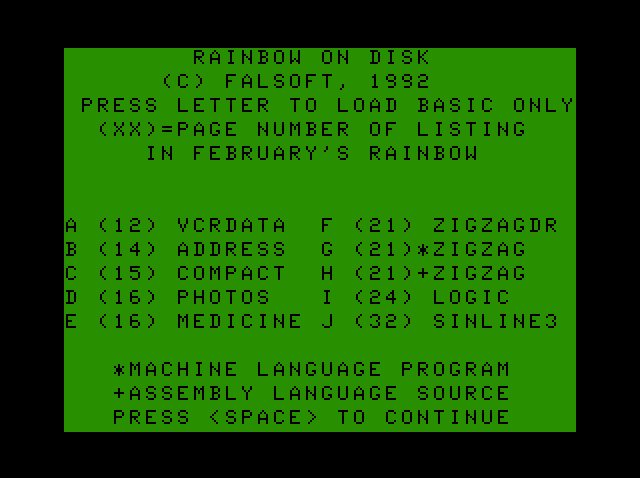 RAINBOW ON DISK
(C) FALSOFT, 1992
PRESS LETTER TO LOAD BASIC ONLY
(XX)=PAGE NUMBER OF LISTING
IN FEBRUARY'S RAINBOW
A (12) VCRDATA F (21) ZIGZAGDR
B (14) ADDRESS G (21)*ZIGZAG
C (15) COMPACT H (21)+ZIGZAG
D (16) PHOTOS I (24) LOGIC
E (16) MEDICINE J (32) SINLINE3
*MACHINE LANGUAGE PROGRAM
+ASSEMBLY LANGUAGE SOURCE
PRESS <SPACE> TO CONTINUE